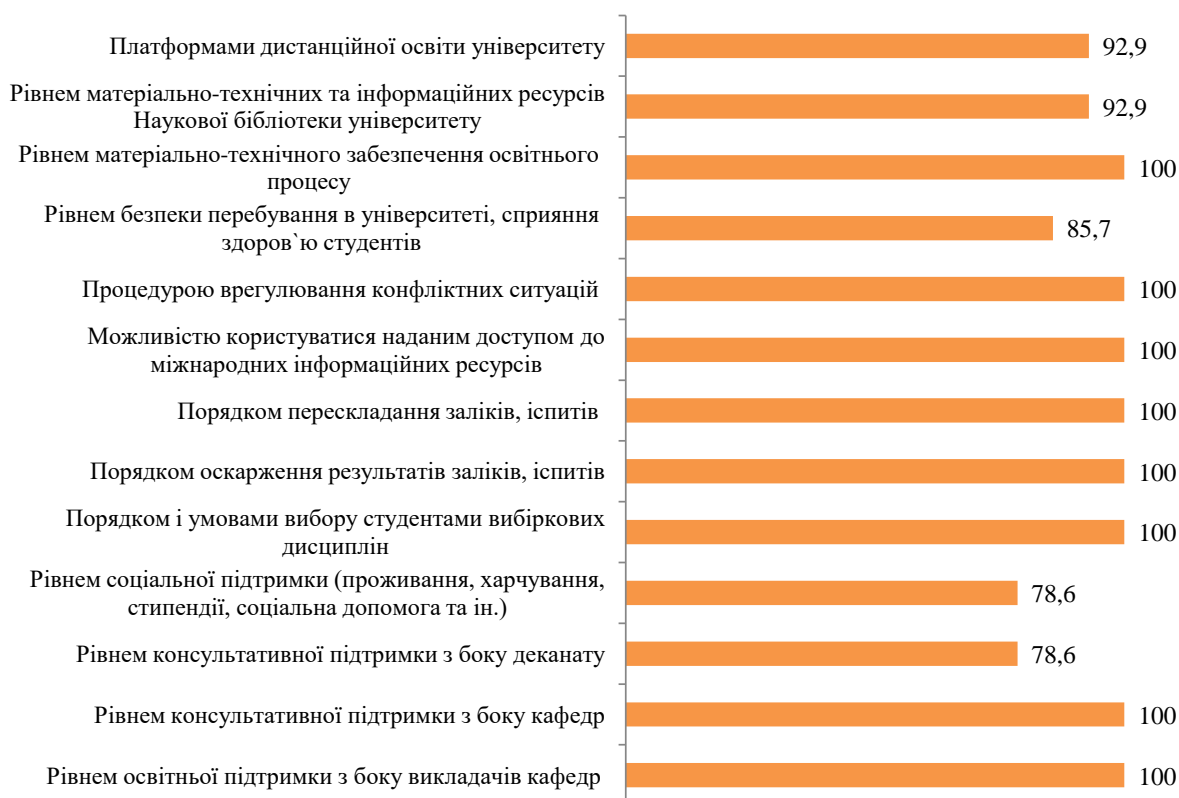 Платформами дистанційної освіти університету
92,9
Рівнем матеріально-технічних та інформаційних ресурсів
Наукової бібліотеки університету
92,9
Рівнем матеріально-технічного забезпечення освітнього
процесу
100
Рівнем безпеки перебування в університеті, сприяння
здоров`ю студентів
85,7
Процедурою врегулювання конфліктних ситуацій
100
Можливістю користуватися наданим доступом до
міжнародних інформаційних ресурсів
100
Порядком перескладання заліків, іспитів
100
Порядком оскарження результатів заліків, іспитів
100
Порядком і умовами вибору студентами вибіркових
дисциплін
100
Рівнем соціальної підтримки (проживання, харчування,
стипендії, соціальна допомога та ін.)
78,6
Рівнем консультативної підтримки з боку деканату
78,6
Рівнем консультативної підтримки з боку кафедр
100
Рівнем освітньої підтримки з боку викладачів кафедр
100